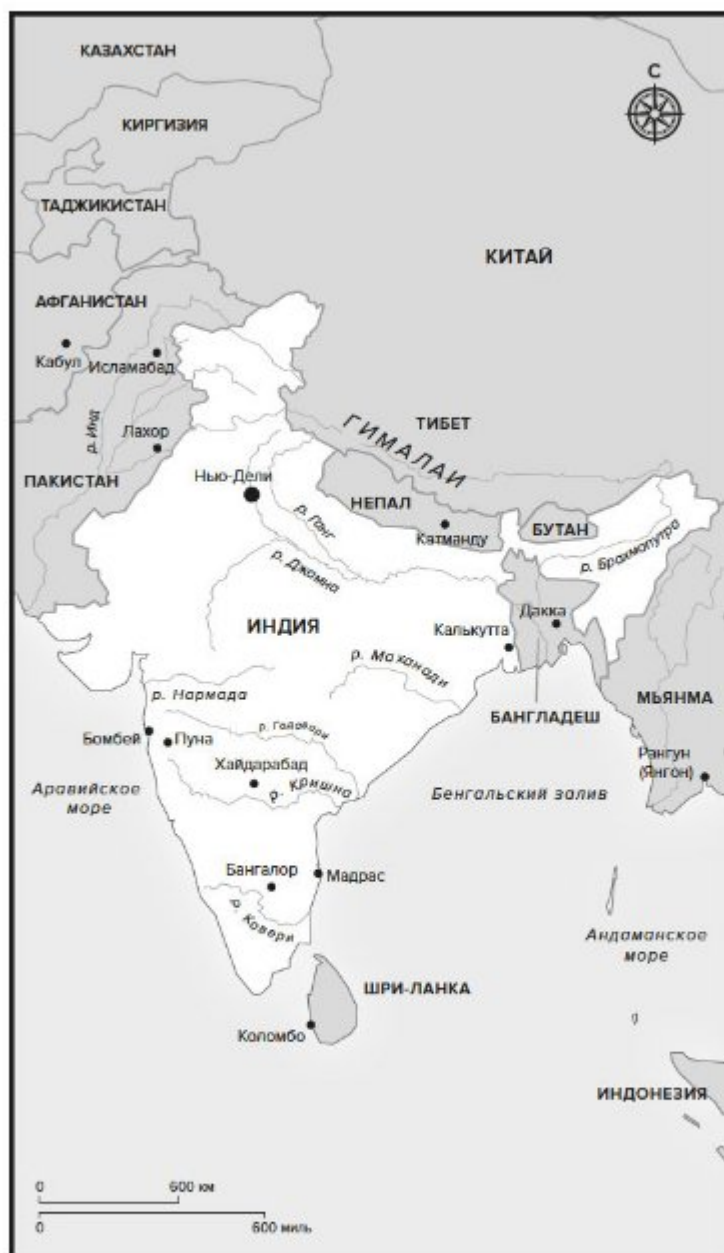 КАЗАХСТАН
С
КИРГИЗИЯ
ТАДЖИКИСТАН
КИТАЙ
АФГАНИСТАН
Кабул
Исламабад
р. Инд
Лахор
ТИБЕТ
ГИМАЛАИ
ПАКИСТАН
Нью-Дели
НЕПАЛ
р. Ганг
Катманду
БУТАН
р. Брахмопутра
р. Джамна
ИНДИЯ
Калькутта
Дакка
р. Маханади
р. Нармада
БАНГЛАДЕШ
МЬЯНМА
р. Годавари
Бомбей
Пуна
Хайдарабад
Рангун
(Янгон)
Аравийское
море
р. Кришна
Бенгальский залив
Бангалор
Мадрас
р. Ковери
Андаманское
море
ШРИ-ЛАНКА
Коломбо
ИНДОНЕЗИЯ
0 600 км
0 600 миль